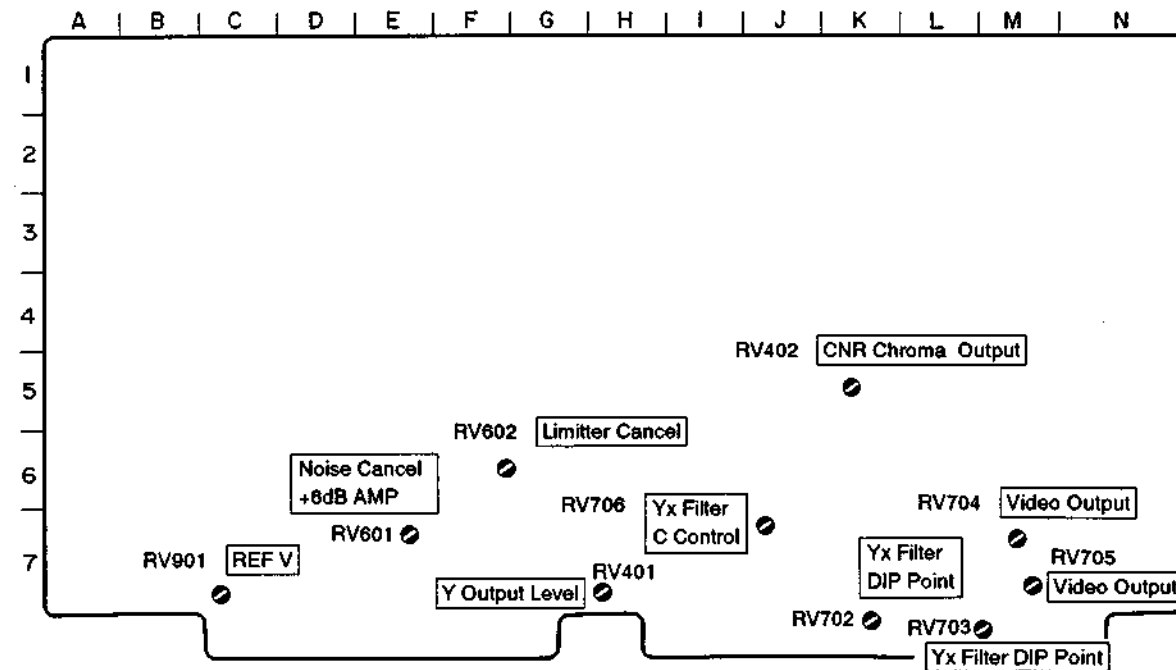 A B C D E F G H I J K L M N
1
2
3
4
RV402 CNR Chroma Output
5
RV602 Limitter Cancel
6
Noise Cancel
+6dB AMP
RV706
Yx Filter
C Control
RV704 Video Output
RV601
7
RV901 REF V
Yx Filter
DIP Point
RV705
Video Output
Y Output Level
RV401
RV702
RV703
Yx Filter DIP Point